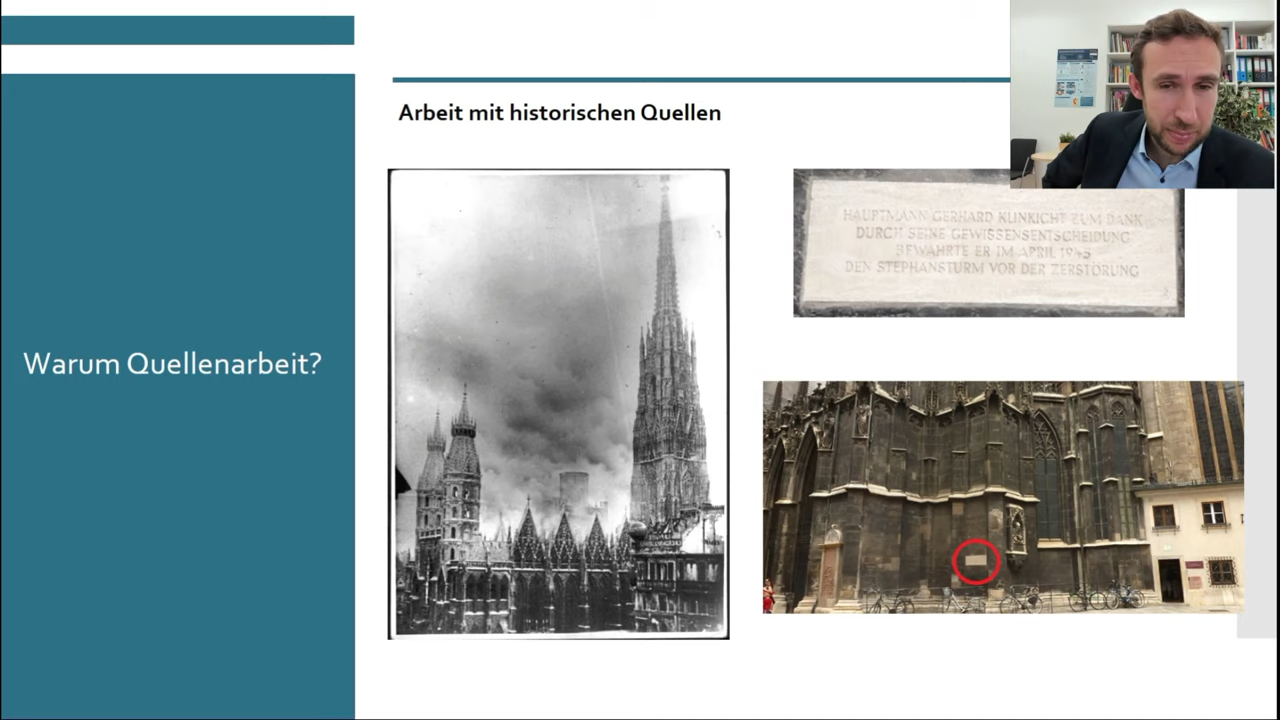 Arbeit mit historischen Quellen
Warum Quellenarbeit?
HAUPTMANN GERHARD KLINKICHT ZUM DANK
DURCH SEINE GEWISSENSENTSCHEIDUNG
BEWAHRTE ER IM APRIL 1945
DEN STEPHANSTURM VOR DER ZERSTÖRUNG